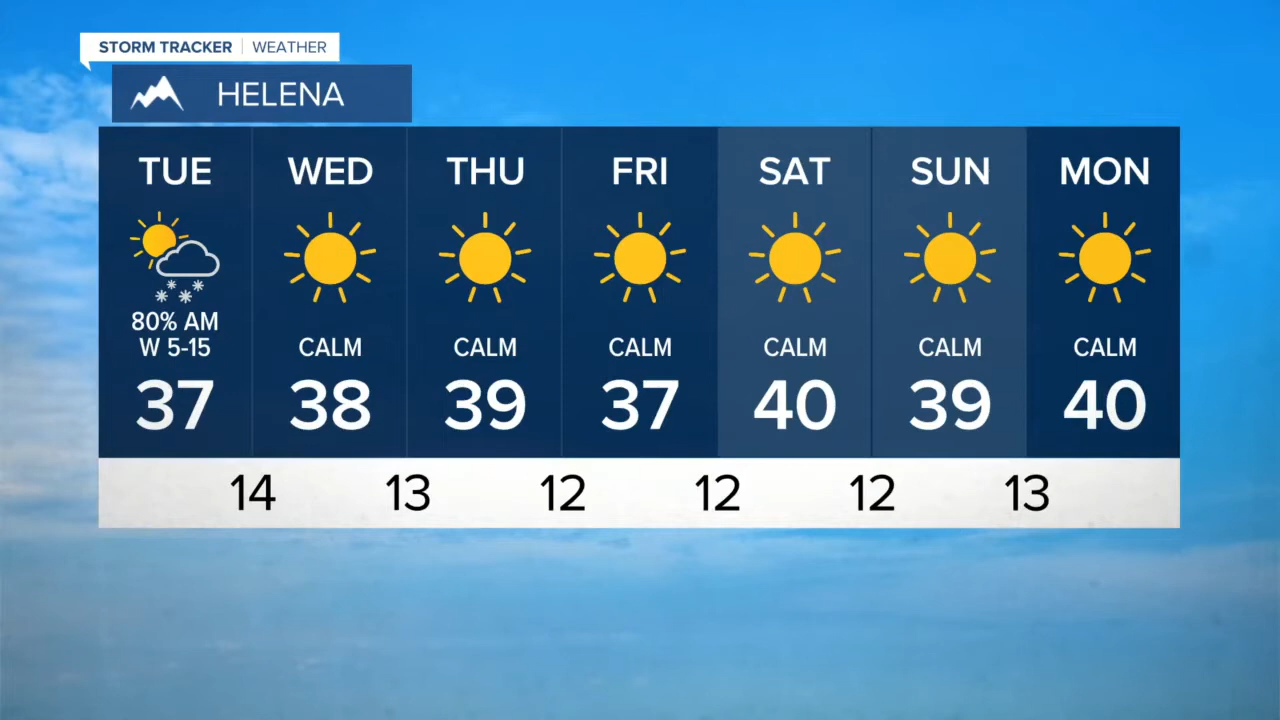 STORM TRACKER | WEATHER
HELENA
TUE WED THU FRI SAT SUN MON
80% AM
W 5-15 CALM CALM CALM CALM CALM CALM
37 38 39 37 40 39 40
14 13 12 12 12 13